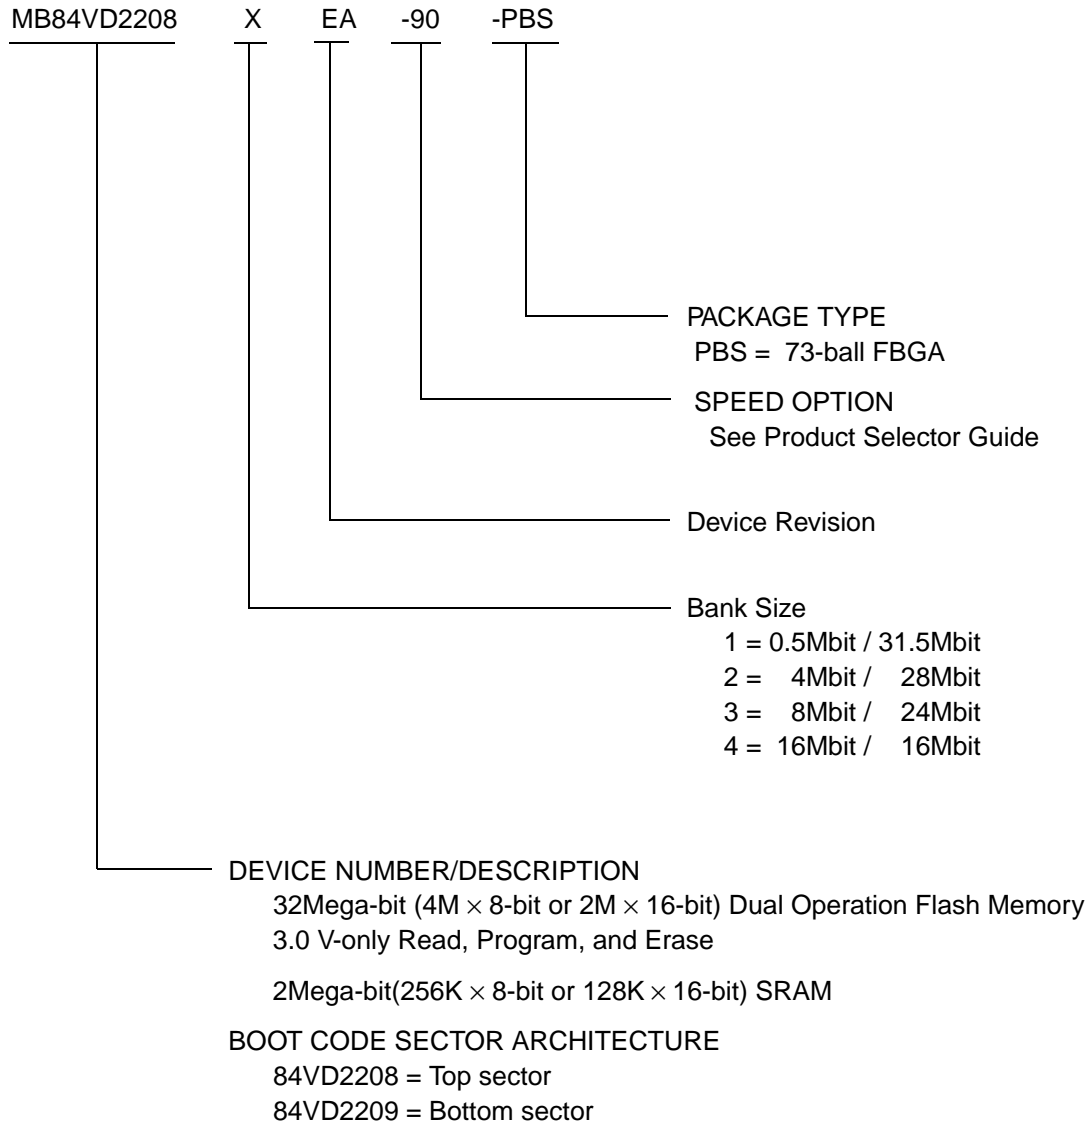 MB84VD2208 X EA -90 -PBS
PACKAGE TYPE
PBS = 73-ball FBGA
SPEED OPTION
See Product Selector Guide
Device Revision
Bank Size
1 = 0.5Mbit / 31.5Mbit
2 = 4Mbit / 28Mbit
3 = 8Mbit / 24Mbit
4 = 16Mbit / 16Mbit
DEVICE NUMBER/DESCRIPTION
32Mega-bit (4M × 8-bit or 2M × 16-bit) Dual Operation Flash Memory
3.0 V-only Read, Program, and Erase
2Mega-bit(256K × 8-bit or 128K × 16-bit) SRAM
BOOT CODE SECTOR ARCHITECTURE
84VD2208 = Top sector
84VD2209 = Bottom sector